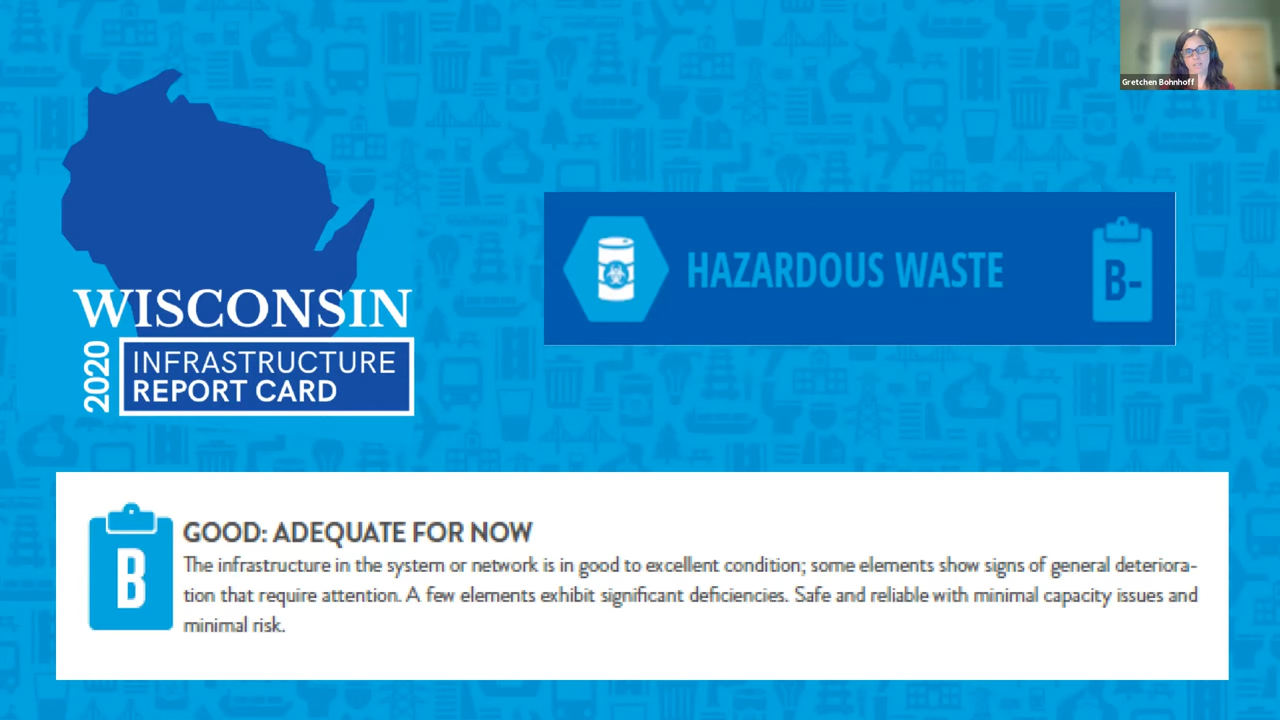 Gretchen Bohnhoff
WISCONSIN
2020
INFRASTRUCTURE
REPORT CARD
HAZARDOUS WASTE
B-
B
GOOD: ADEQUATE FOR NOW
The infrastructure in the system or network is in good to excellent condition; some elements show signs of general deteriora-
tion that require attention. A few elements exhibit significant deficiencies. Safe and reliable with minimal capacity issues and
minimal risk.